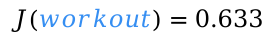 J(workout) = 0.633